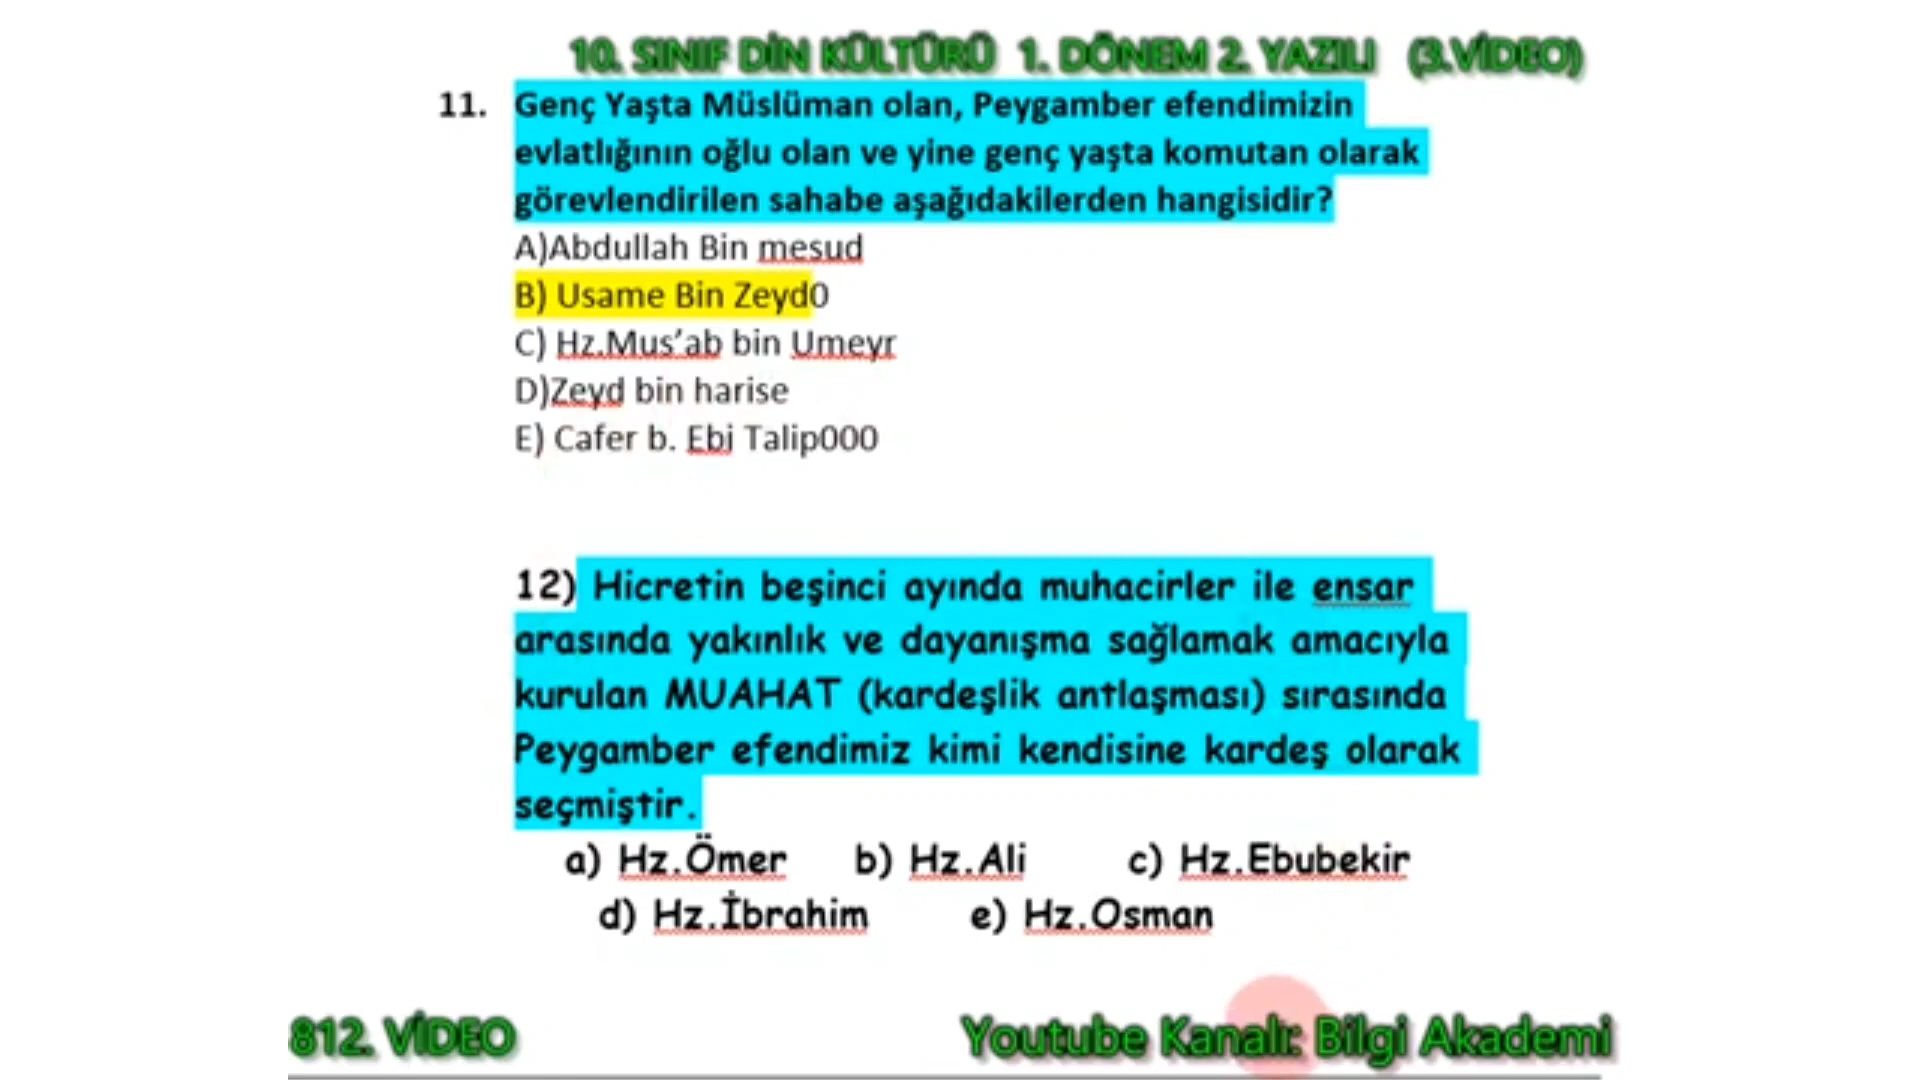 10. SINIF DİN KÜLTÜRÜ 1. DÖNEM 2. YAZILI (3.VİDEO)
11. Genç Yaşta Müslüman olan, Peygamber efendimizin
evlatlığının oğlu olan ve yine genç yaşta komutan olarak
görevlendirilen sahabe aşağıdakilerden hangisidir?
A)Abdullah Bin mesud
B) Usame Bin Zeyd0
C) Hz.Mus’ab bin Umeyr
D)Zeyd bin harise
E) Cafer b. Ebi Talip000
12) Hicretin beşinci ayında muhacirler ile ensar
arasında yakınlık ve dayanışma sağlamak amacıyla
kurulan MUAHAT (kardeşlik antlaşması) sırasında
Peygamber efendimiz kimi kendisine kardeş olarak
seçmiştir.
a) Hz.Ömer b) Hz.Ali c) Hz.Ebubekir
d) Hz.İbrahim e) Hz.Osman
812. VİDEO Youtube Kanalı: Bilgi Akademi